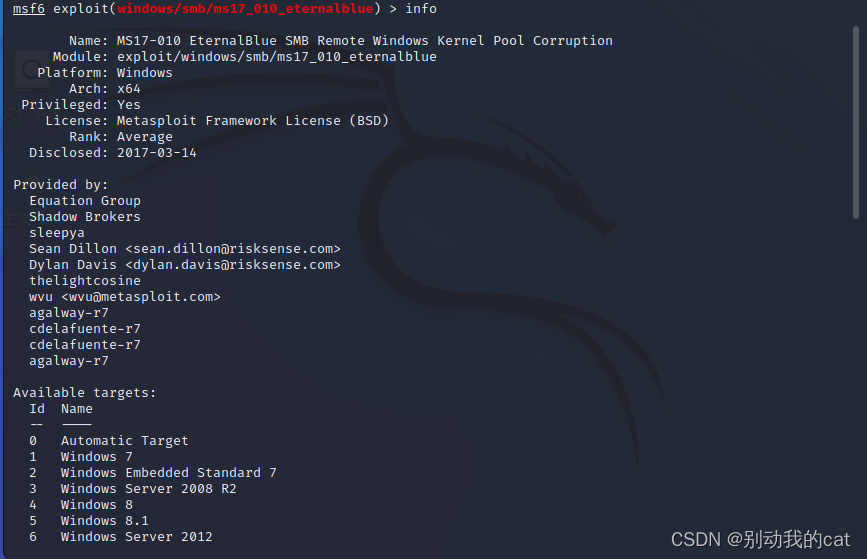 msf6 exploit(windows/smb/ms17_010_eternalblue) > info
Name: MS17-010 EternalBlue SMB Remote Windows Kernel Pool Corruption
Module: exploit/windows/smb/ms17_010_eternalblue
Platform: Windows
Arch: x64
Privileged: Yes
License: Metasploit Framework License (BSD)
Rank: Average
Disclosed: 2017-03-14
Provided by:
Equation Group
Shadow Brokers
sleepya
Sean Dillon <sean.dillon@risksense.com>
Dylan Davis <dylan.davis@risksense.com>
thelightcosine
wvu <wvu@metasploit.com>
agalway-r7
cdelafuente-r7
cdelafuente-r7
agalway-r7
Available targets:
Id Name
-- ----
0 Automatic Target
1 Windows 7
2 Windows Embedded Standard 7
3 Windows Server 2008 R2
4 Windows 8
5 Windows 8.1
6 Windows Server 2012
CSDN @别动我的cat